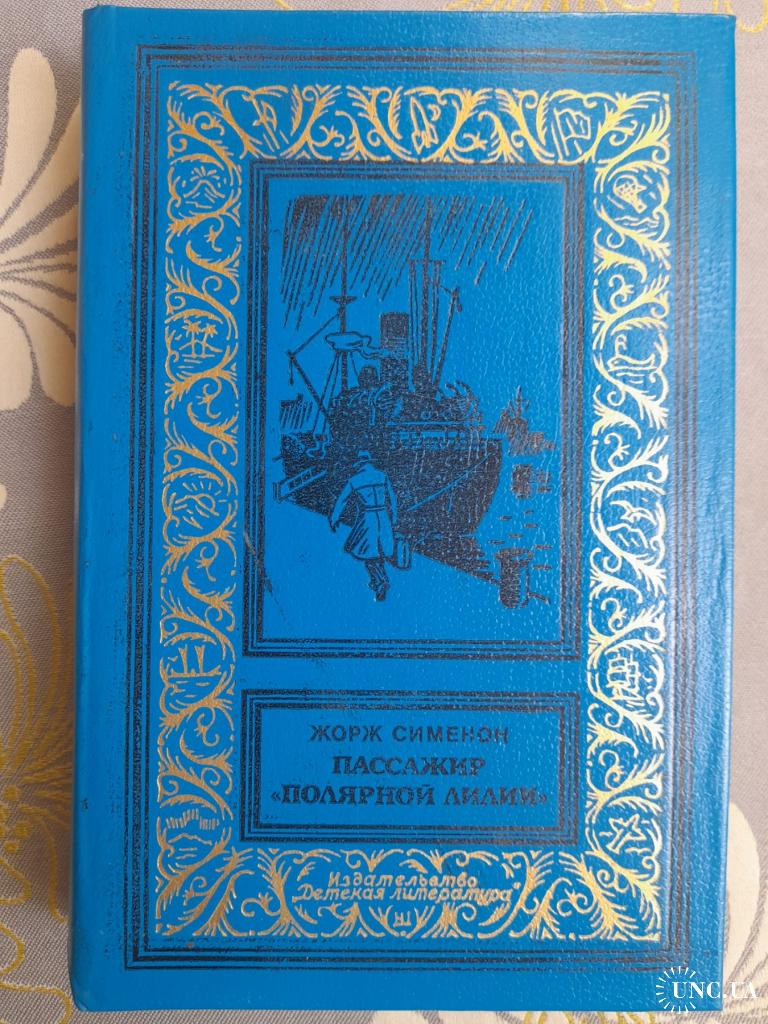 ЖОРЖ СИМЕНОН
ПАССАЖИР
«ПОЛЯРНОЙ ЛИЛИИ»
Издательство
„Детская литература"
UNC.UA